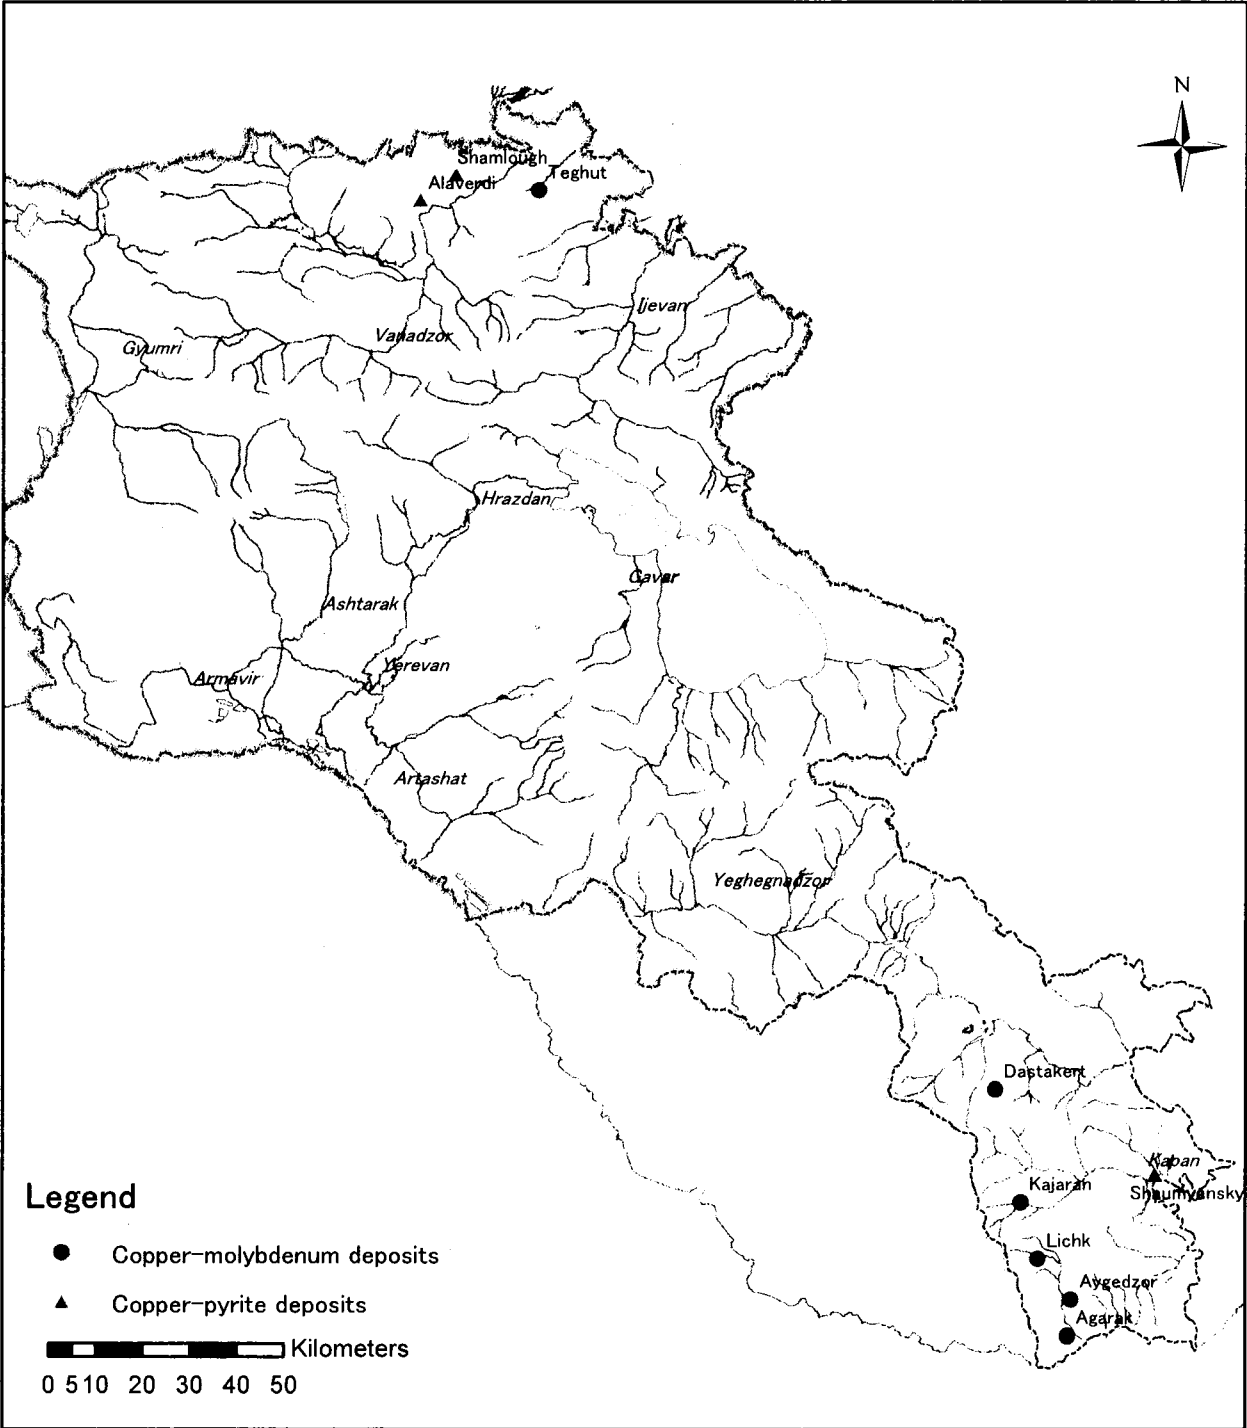 N
Shamlough
Alaverdi
Teghut
Ijevan
Vanadzor
Gyumri
Hrazdan
Gavar
Ashtarak
Yerevan
Armavir
Artashat
Yeghegnadzor
Dastakert
Kapan
Kajaran
Shaumyansky
Lichk
Aygedzor
Agarak
Legend
Copper-molybdenum deposits
Copper-pyrite deposits
Kilometers
0 5 10 20 30 40 50